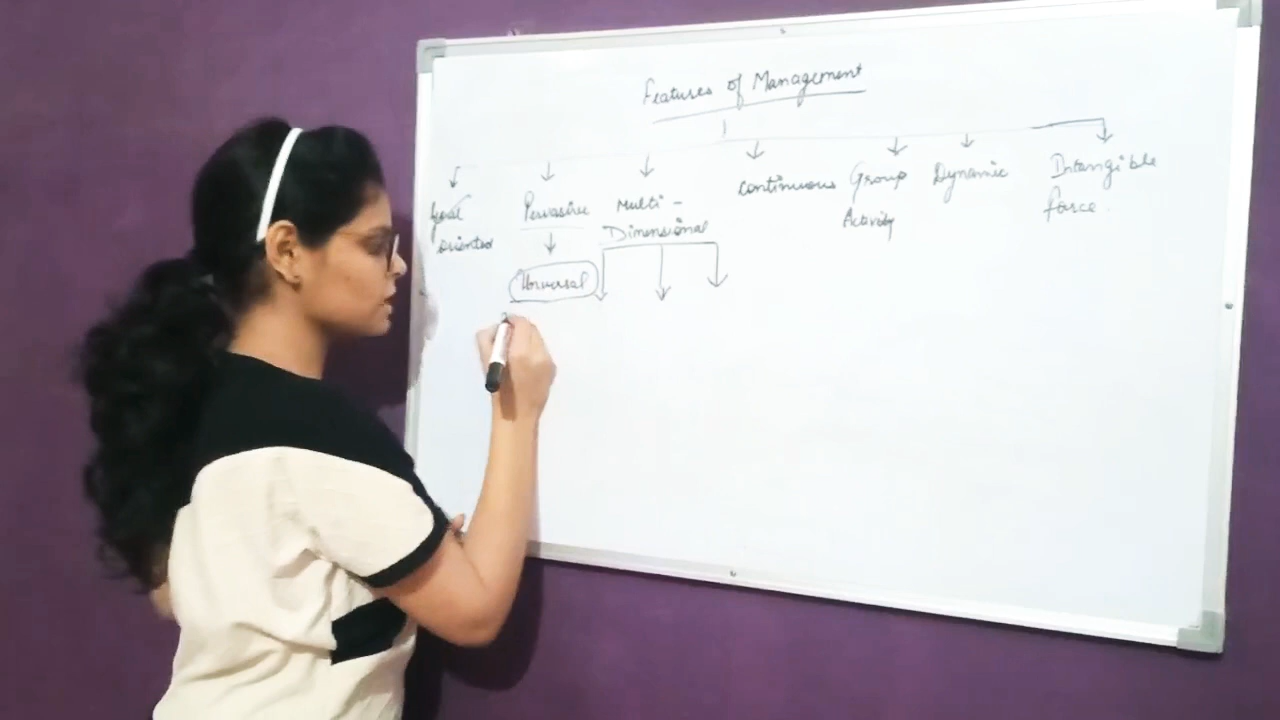 Features of Management
Goal
oriented
Pervasive
Universal
Multi -
Dimensional
Continuous
Group
Activity
Dynamic
Intangible
force.